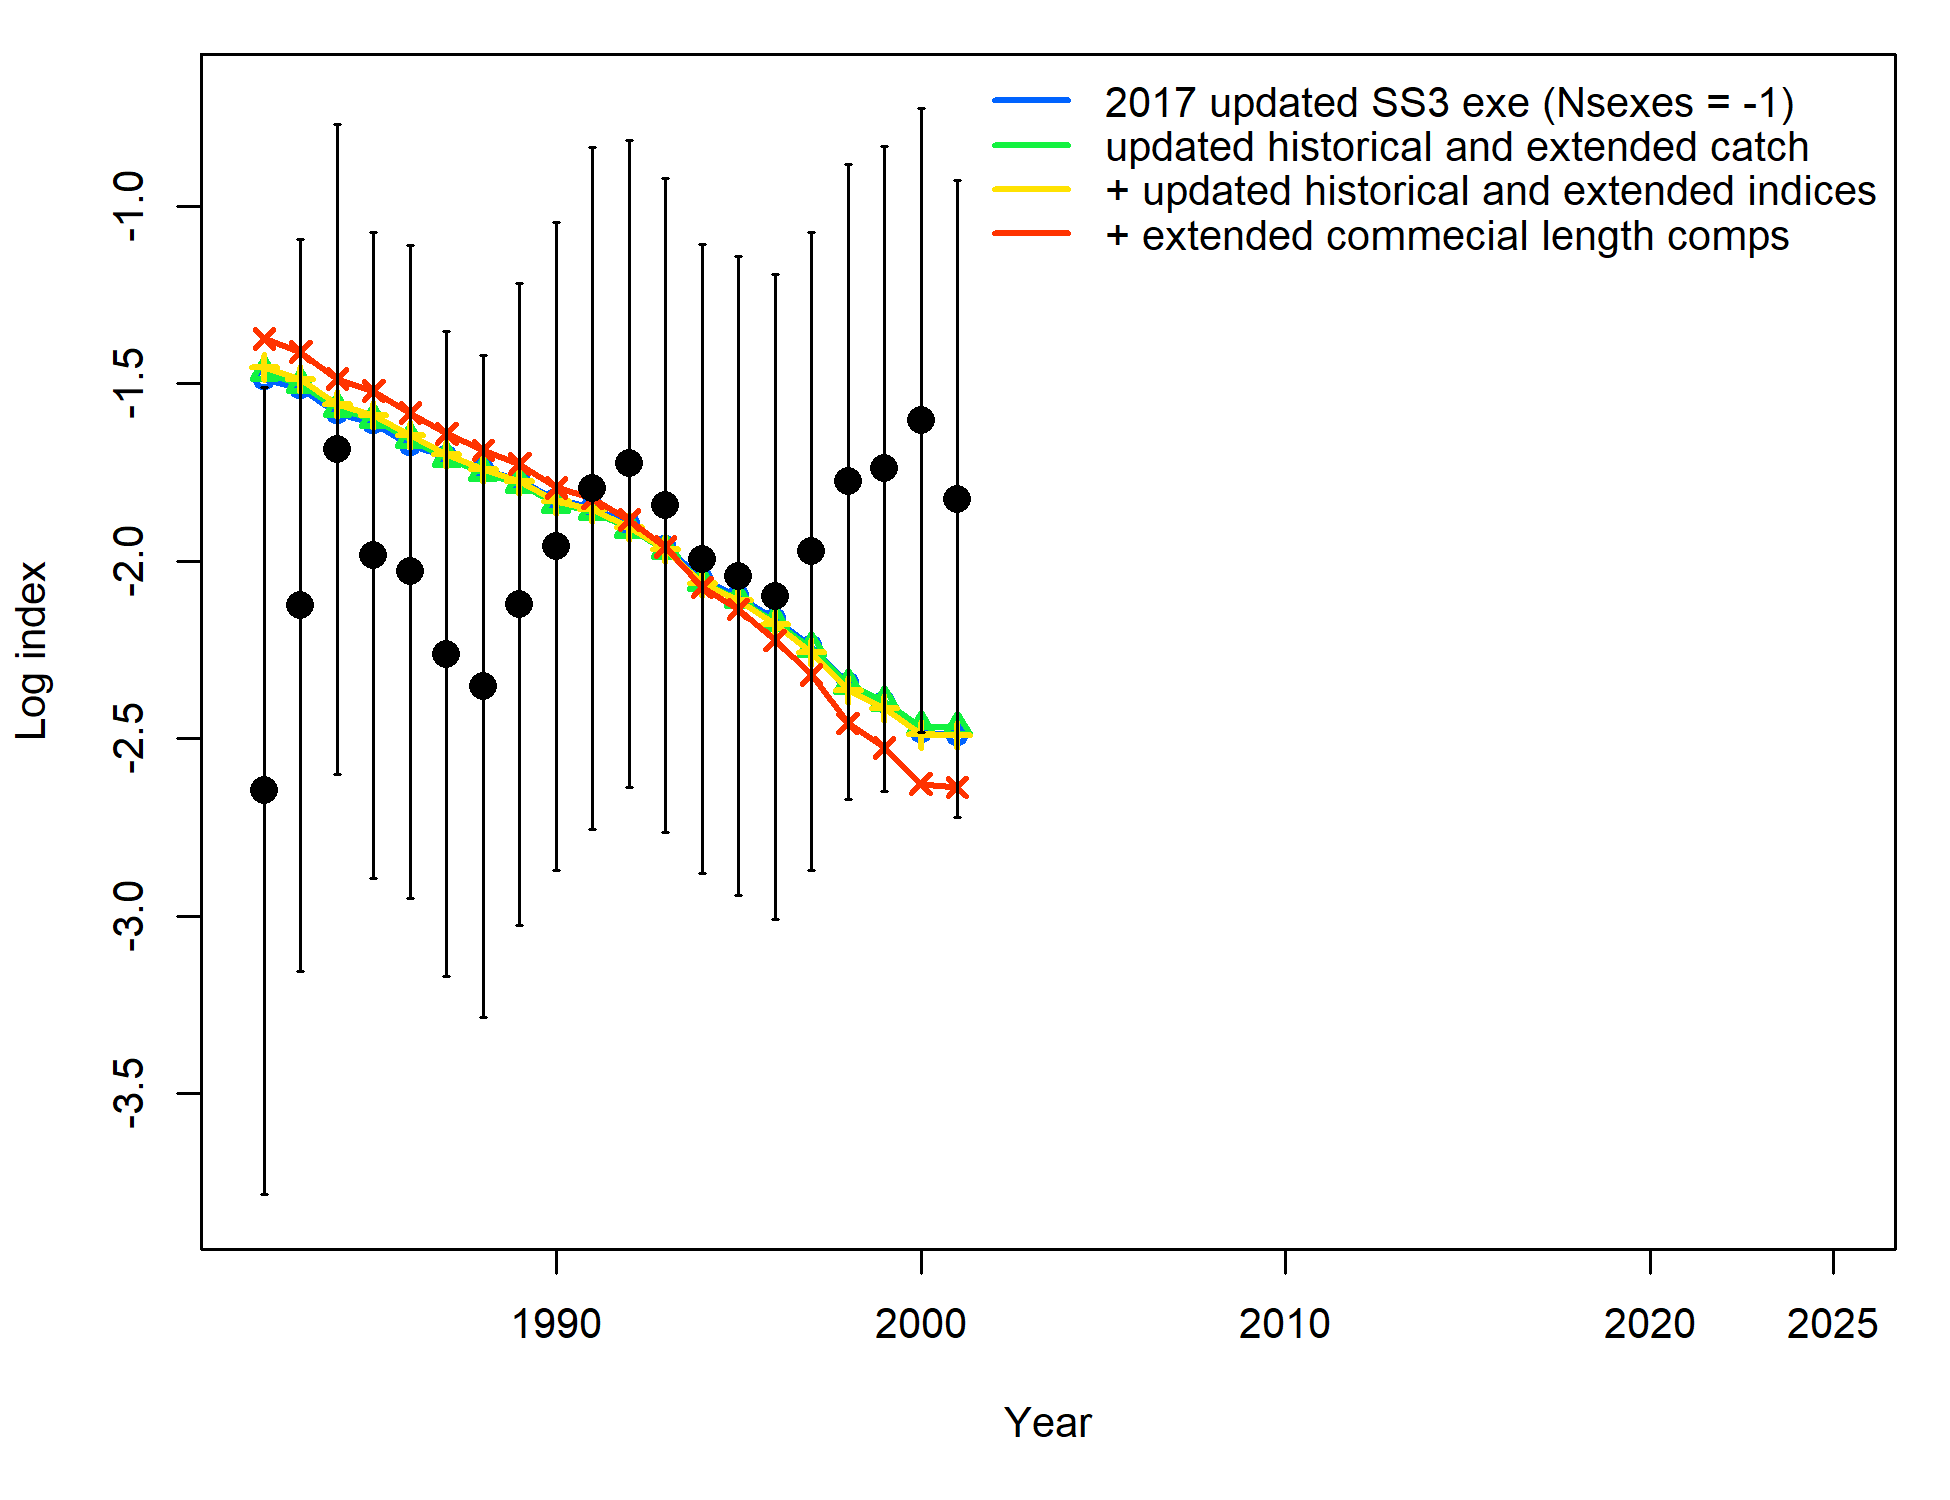 2017 updated SS3 exe (Nsexes = -1)
updated historical and extended catch
+ updated historical and extended indices
+ extended commecial length comps
-1.0
-1.5
-2.0
-2.5
-3.0
-3.5
Log index
1990 2000 2010 2020 2025
Year